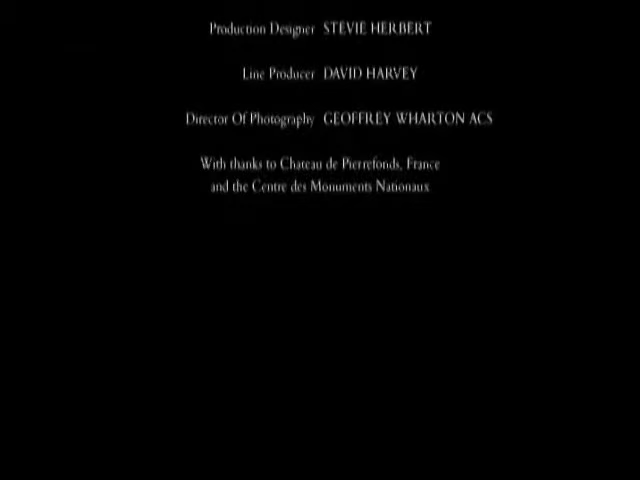 Production Designer STEVIE HERBERT
Line Producer DAVID HARVEY
Director Of Photography GEOFFREY WHARTON ACS
With thanks to Chateau de Pierrefonds, France
and the Centre des Monuments Nationaux